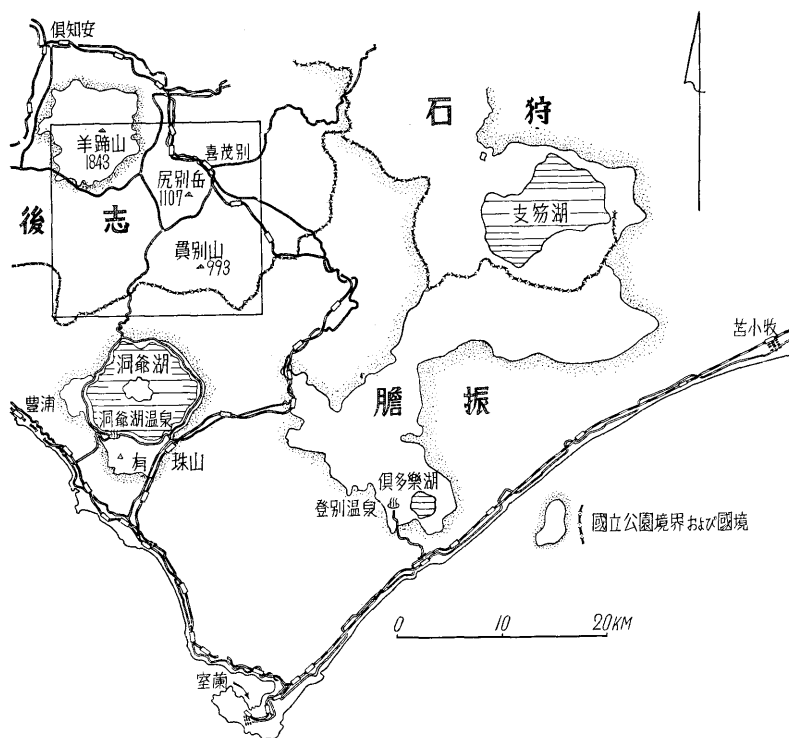 倶知安
石狩
羊蹄山
1843
喜茂別
尻別岳
1107
支笏湖
後志
貫別山
993
苫小牧
洞爺湖
豊浦
洞爺湖温泉
膽振
有珠山
倶多樂湖
登別温泉
國立公園境界および國境
0 10 20KM
室蘭